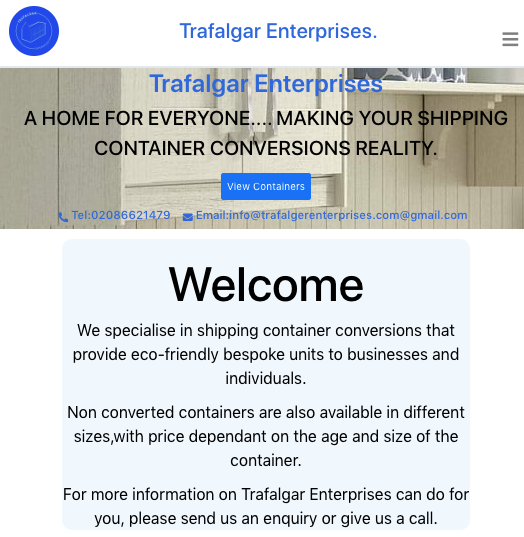 Trafalgar Enterprises.
Trafalgar Enterprises
A HOME FOR EVERYONE.... MAKING YOUR SHIPPING
CONTAINER CONVERSIONS REALITY.
View Containers
Tel:02086621479 Email:info@trafalgerenterprises.com@gmail.com
Welcome
We specialise in shipping container conversions that
provide eco-friendly bespoke units to businesses and
individuals.
Non converted containers are also available in different
sizes,with price dependant on the age and size of the
container.
For more information on Trafalgar Enterprises can do for
you, please send us an enquiry or give us a call.